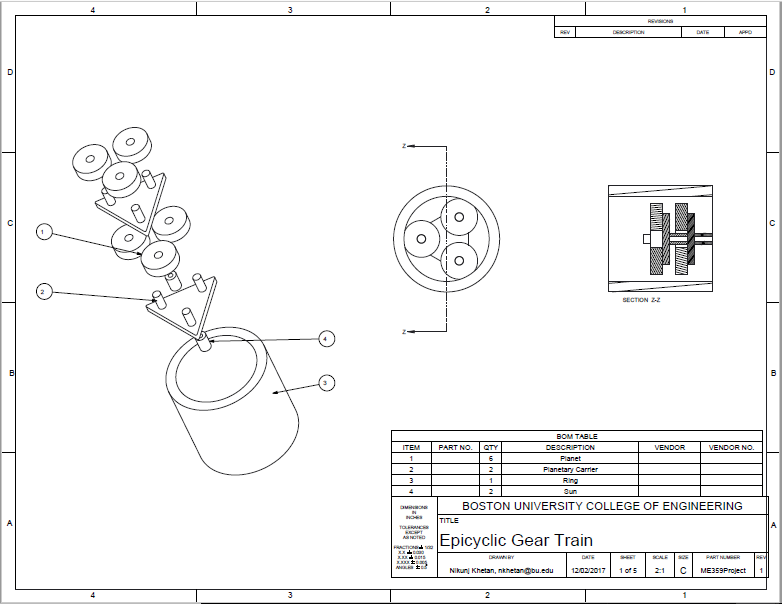 4 3 2 1
REVISIONS
REV DESCRIPTION DATE APPD
D D
C C
B B
A A
Z
Z
SECTION Z-Z
1
2
4
3
BOM TABLE
ITEM PART NO. QTY DESCRIPTION VENDOR VENDOR NO.
1 6 Planet
2 2 Planetary Carrier
3 1 Ring
4 2 Sun
DIMENSIONS
IN
INCHES
TOLERANCES
EXCEPT
AS NOTED
FRACTIONS ± 1/32
X.X ± 0.030
X.XX ± 0.010
X.XXX ± 0.005
ANGLES ± 0.5
BOSTON UNIVERSITY COLLEGE OF ENGINEERING
TITLE
Epicyclic Gear Train
DRAWN BY DATE SHEET SCALE SIZE PART NUMBER REV
Nikunj Khetan, nkhetan@bu.edu 12/02/2017 1 of 5 2:1 C ME359Project 1
4 3 2 1